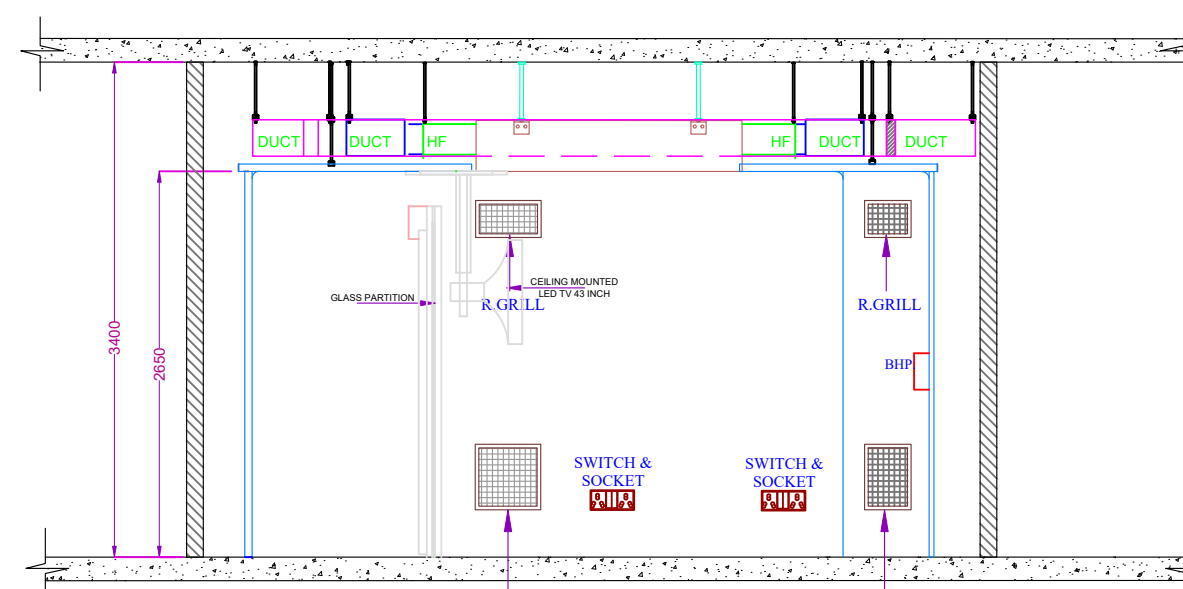 DUCT
DUCT
HF
HF
DUCT
DUCT
CEILING MOUNTED
LED TV 43 INCH
GLASS PARTITION
R.GRILL
R.GRILL
3400
2650
BHP
SWITCH &
SOCKET
SWITCH &
SOCKET